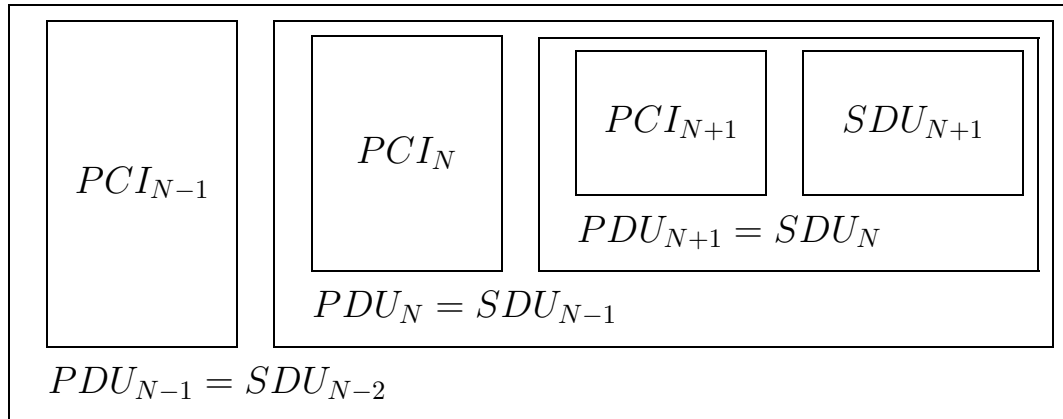 PCI_{N+1}
SDU_{N+1}
PCI_N
PCI_{N−1}
PDU_{N+1} = SDU_N
PDU_N = SDU_{N−1}
PDU_{N−1} = SDU_{N−2}